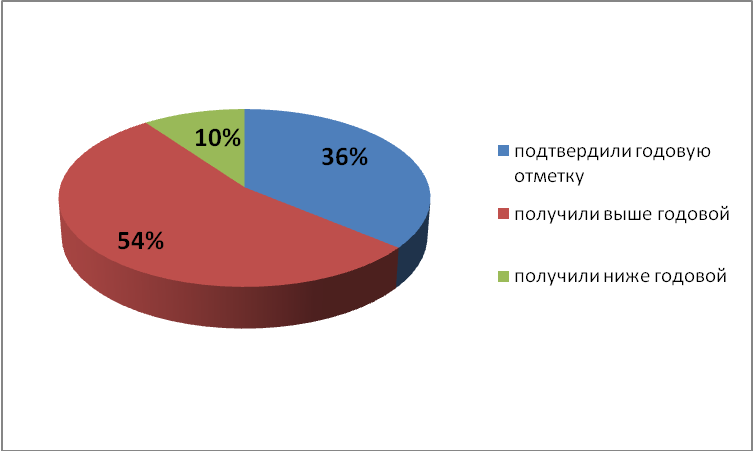 10%
36%
54%
подтвердили годовую
отметку
получили выше годовой
получили ниже годовой